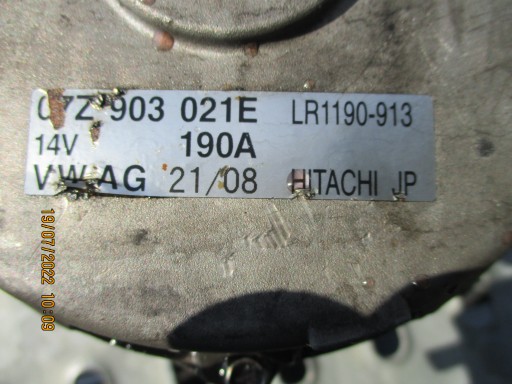 07Z 903 021E LR1190-913
14V 190A
VW AG 21/08 HITACHI JP
19/07/2022 10:09